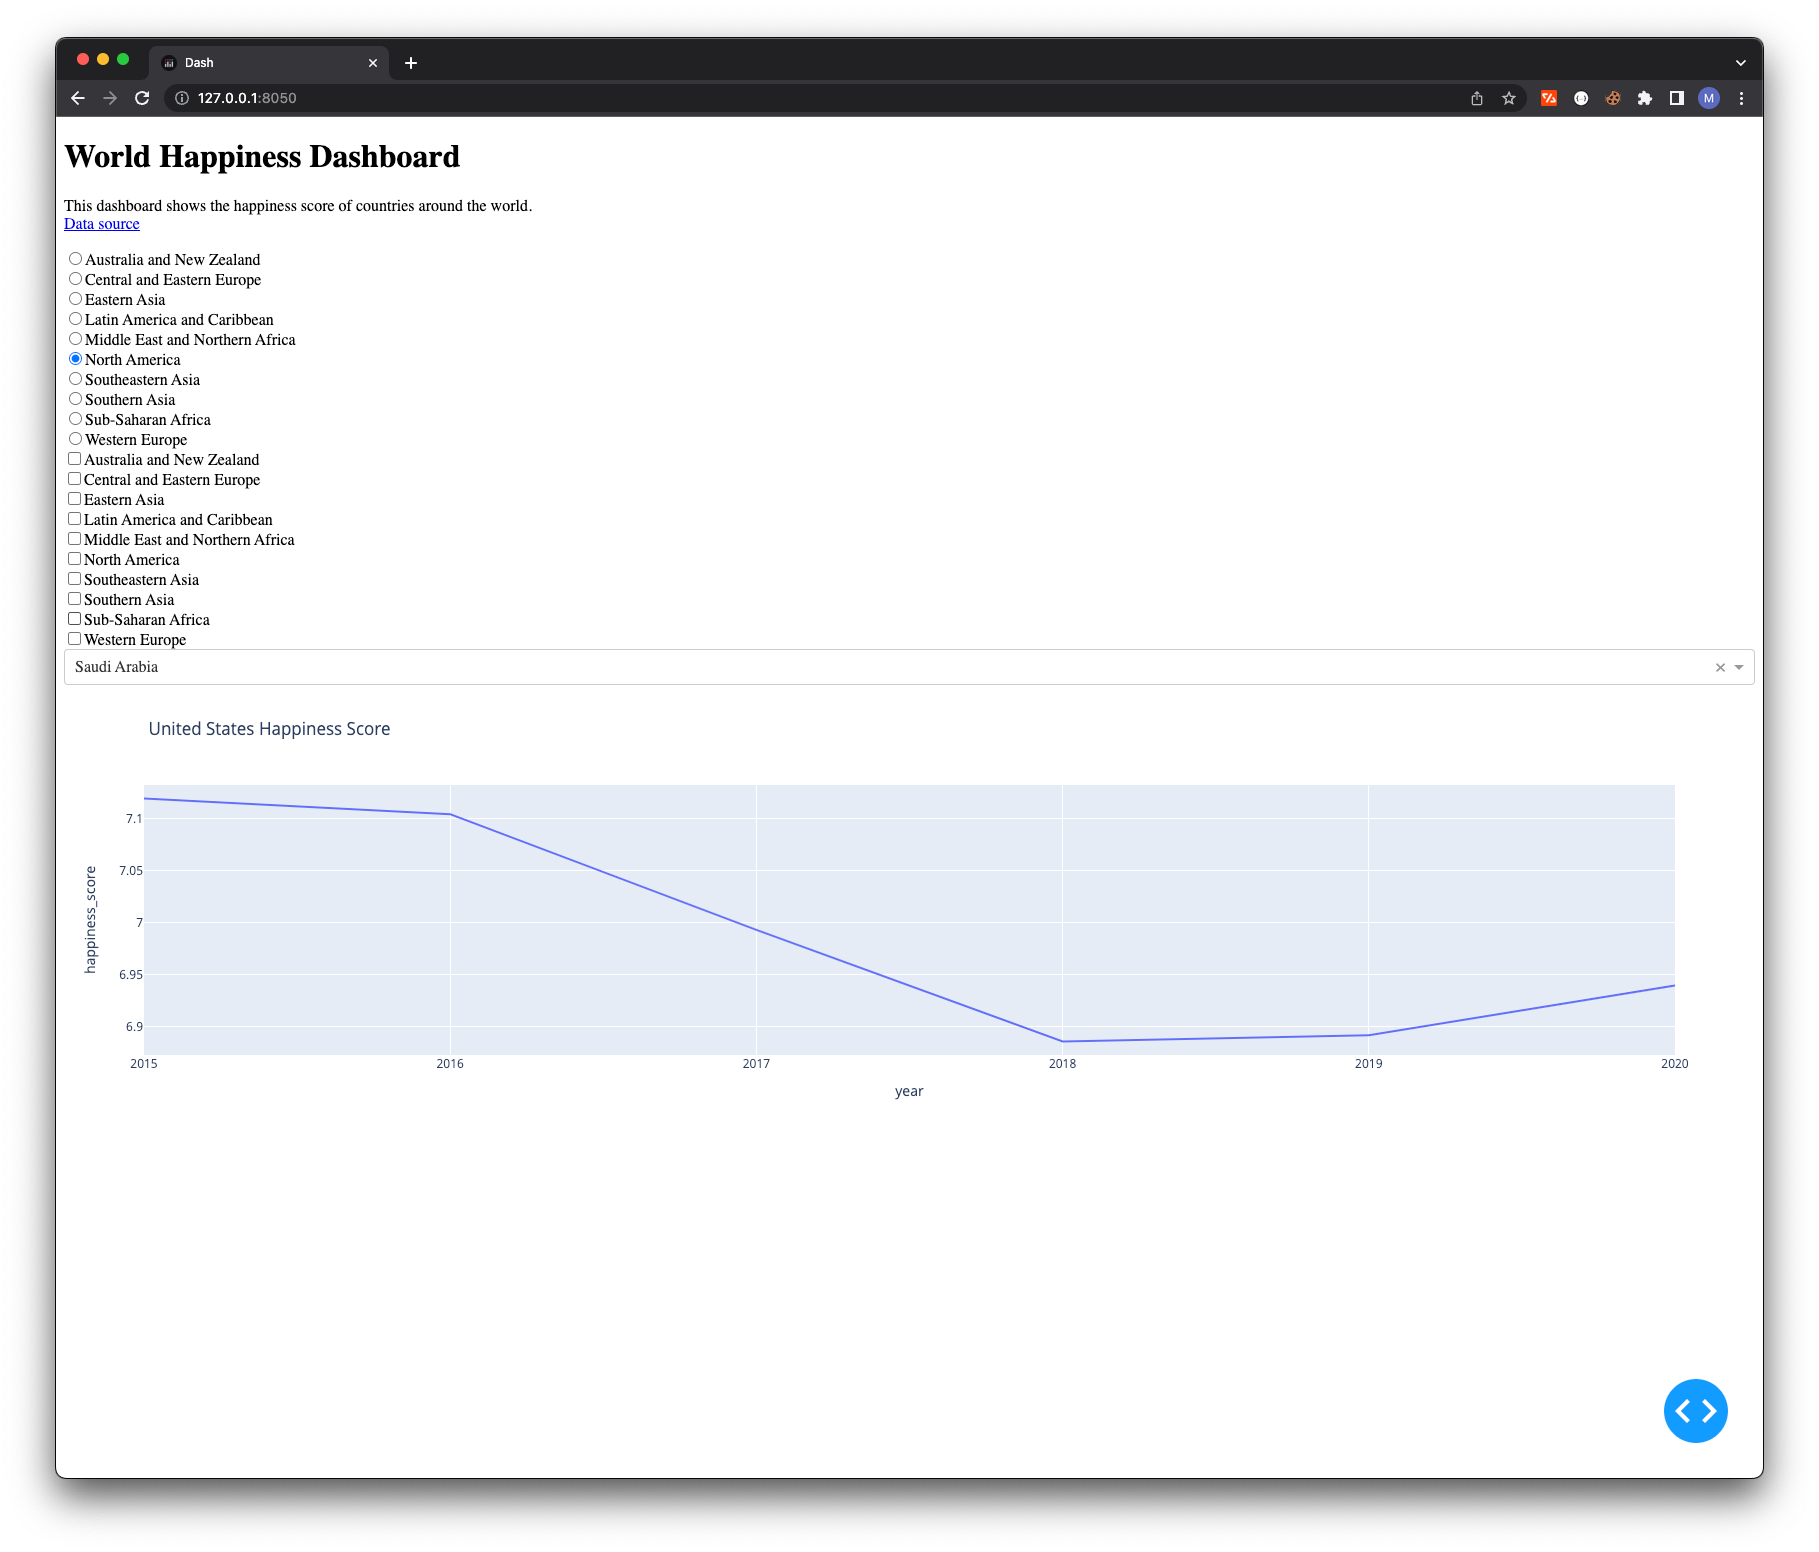 Dash
127.0.0.1:8050
M
World Happiness Dashboard
This dashboard shows the happiness score of countries around the world.
Data source
Australia and New Zealand
Central and Eastern Europe
Eastern Asia
Latin America and Caribbean
Middle East and Northern Africa
North America
Southeastern Asia
Southern Asia
Sub-Saharan Africa
Western Europe
Australia and New Zealand
Central and Eastern Europe
Eastern Asia
Latin America and Caribbean
Middle East and Northern Africa
North America
Southeastern Asia
Southern Asia
Sub-Saharan Africa
Western Europe
Saudi Arabia
United States Happiness Score
7.1
7.05
7
6.95
6.9
happiness_score
2015 2016 2017 2018 2019 2020
year